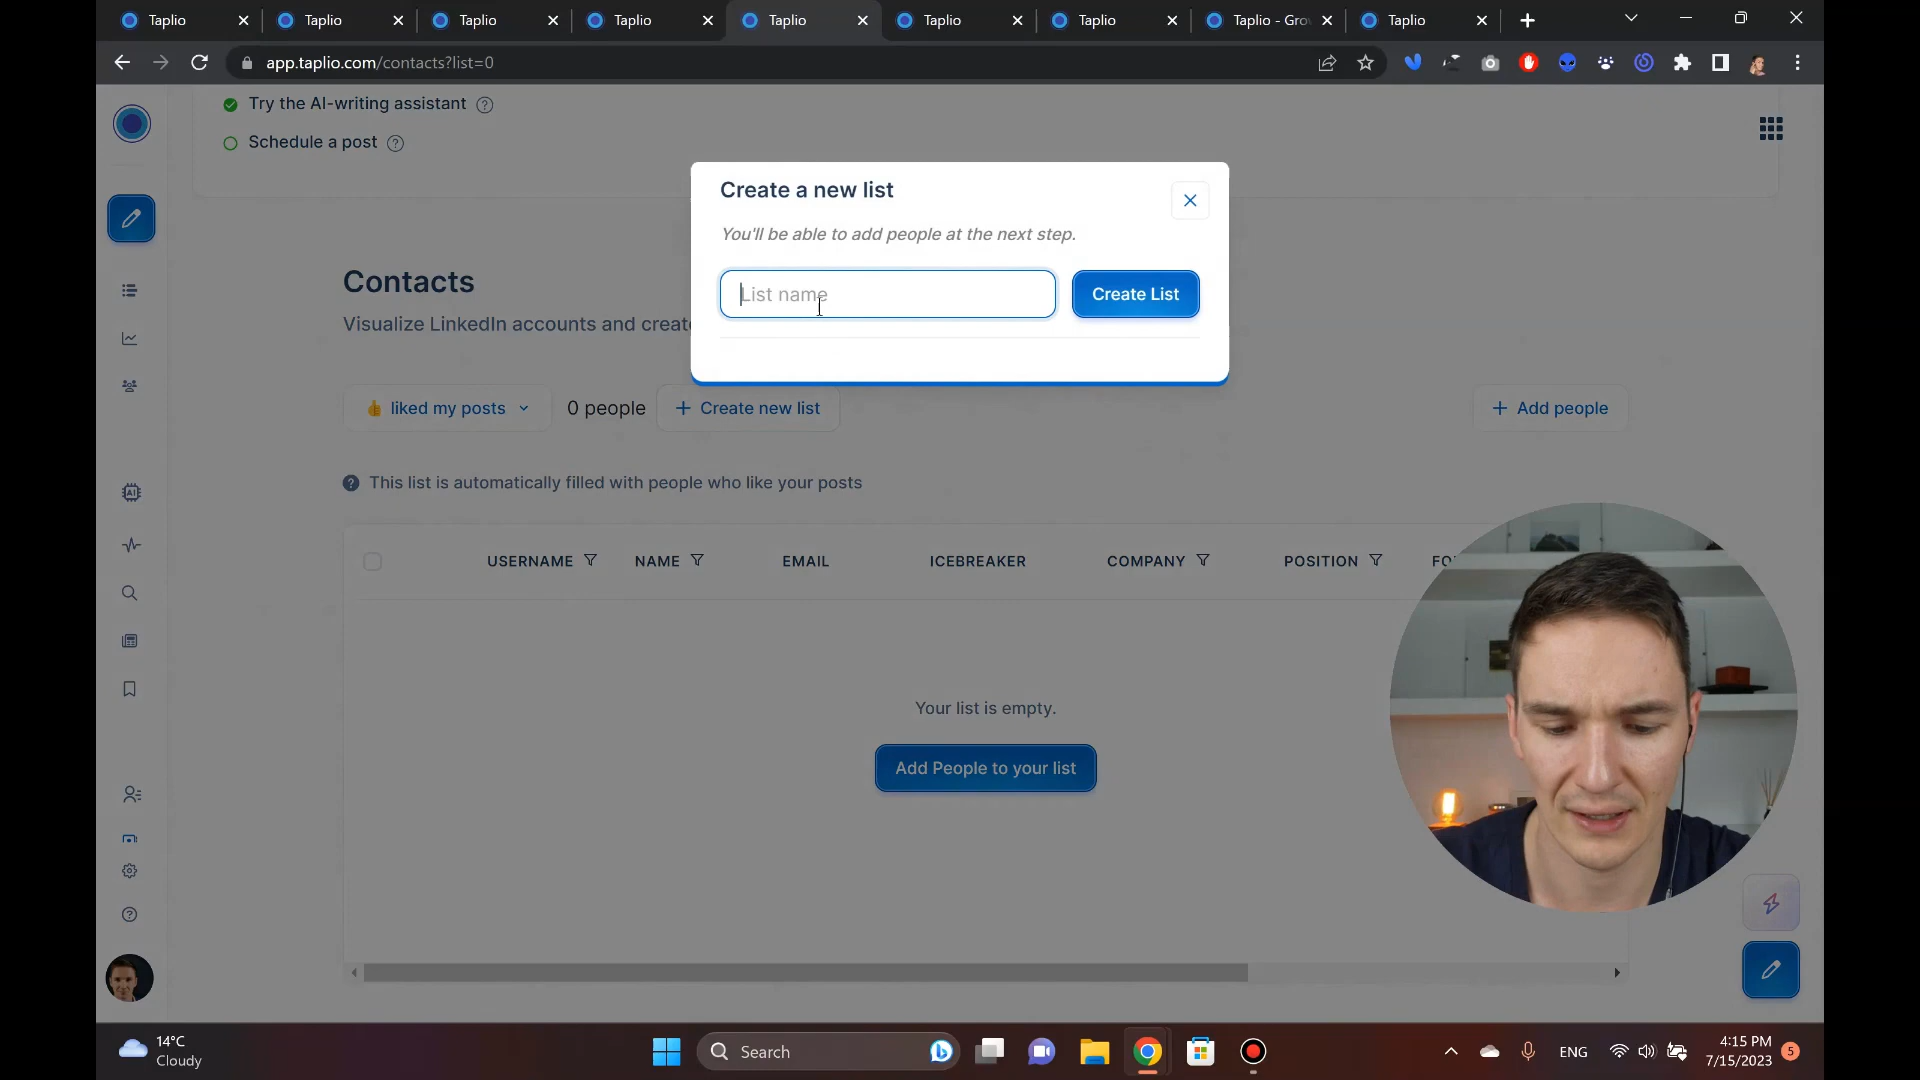 Taplio
Taplio
Taplio
Taplio
Taplio
Taplio
Taplio
Taplio - Gro
Taplio
app.taplio.com/contacts?list=0
Try the AI-writing assistant
Schedule a post
Create a new list
You'll be able to add people at the next step.
List name
Create List
Contacts
Visualize LinkedIn accounts and create
👍 liked my posts
0 people
+ Create new list
+ Add people
This list is automatically filled with people who like your posts
USERNAME
NAME
EMAIL
ICEBREAKER
COMPANY
POSITION
FO
AI
Your list is empty.
Add People to your list
14°C
Cloudy
Search
ENG
4:15 PM
7/15/2023
5